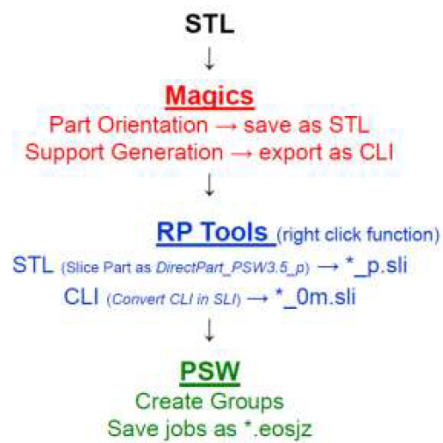 STL
↓
Magics
Part Orientation → save as STL
Support Generation → export as CLI
↓
RP Tools (right click function)
STL (Slice Part as DirectPart_PSW3.5_p) → *_p.sli
CLI (Convert CLI in SLI) → *_0m.sli
↓
PSW
Create Groups
Save jobs as *.eosjz